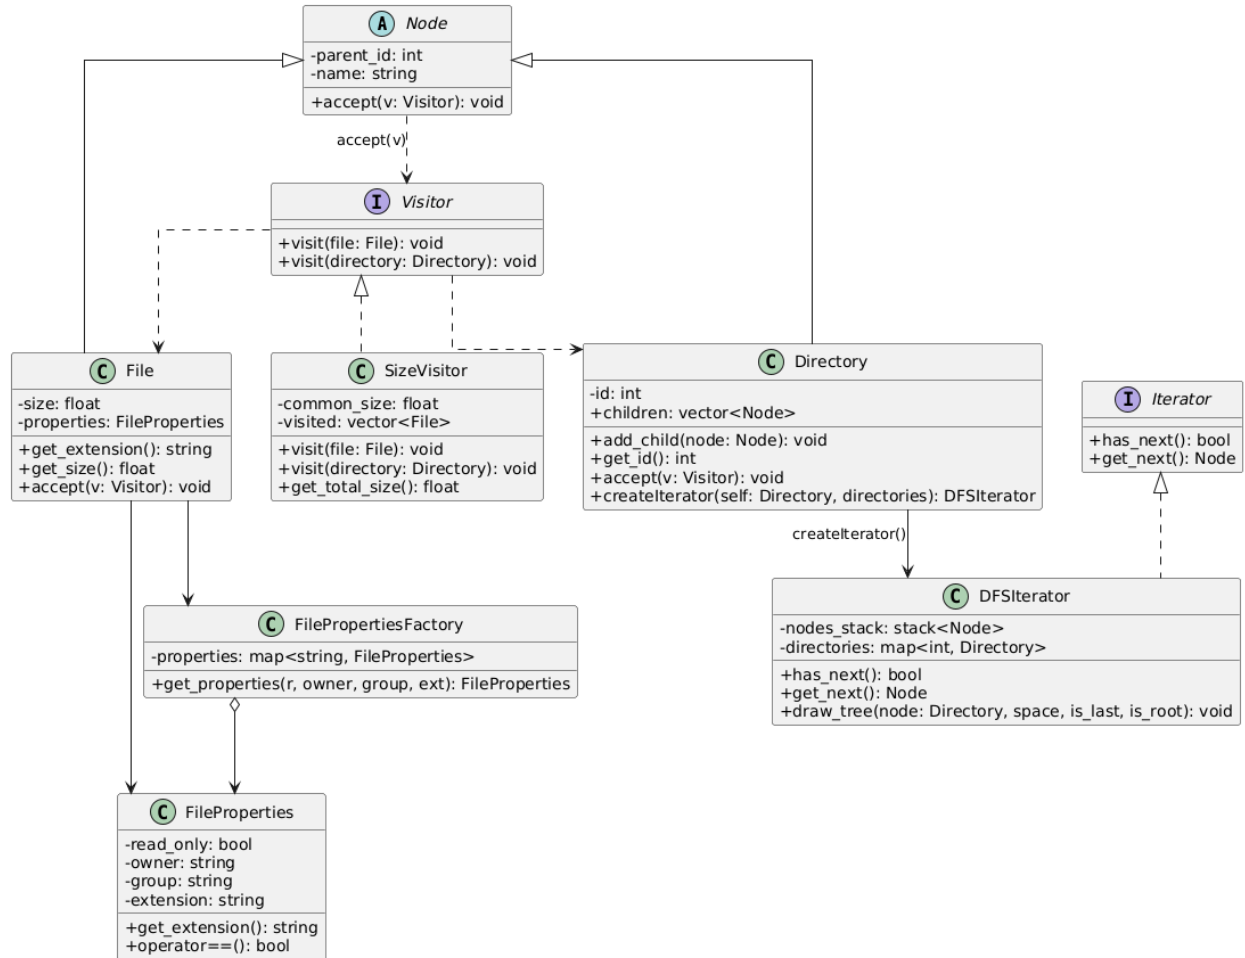 A Node
-parent_id: int
-name: string
+accept(v: Visitor): void
accept(v)
I Visitor
+visit(file: File): void
+visit(directory: Directory): void
C File
-size: float
-properties: FileProperties
+get_extension(): string
+get_size(): float
+accept(v: Visitor): void
C SizeVisitor
-common_size: float
-visited: vector<File>
+visit(file: File): void
+visit(directory: Directory): void
+get_total_size(): float
C Directory
-id: int
+children: vector<Node>
+add_child(node: Node): void
+get_id(): int
+accept(v: Visitor): void
+createIterator(self: Directory, directories): DFSIterator
I Iterator
+has_next(): bool
+get_next(): Node
createIterator()
C DFSIterator
-nodes_stack: stack<Node>
-directories: map<int, Directory>
+has_next(): bool
+get_next(): Node
+draw_tree(node: Directory, space, is_last, is_root): void
C FilePropertiesFactory
-properties: map<string, FileProperties>
+get_properties(r, owner, group, ext): FileProperties
C FileProperties
-read_only: bool
-owner: string
-group: string
-extension: string
+get_extension(): string
+operator==(): bool